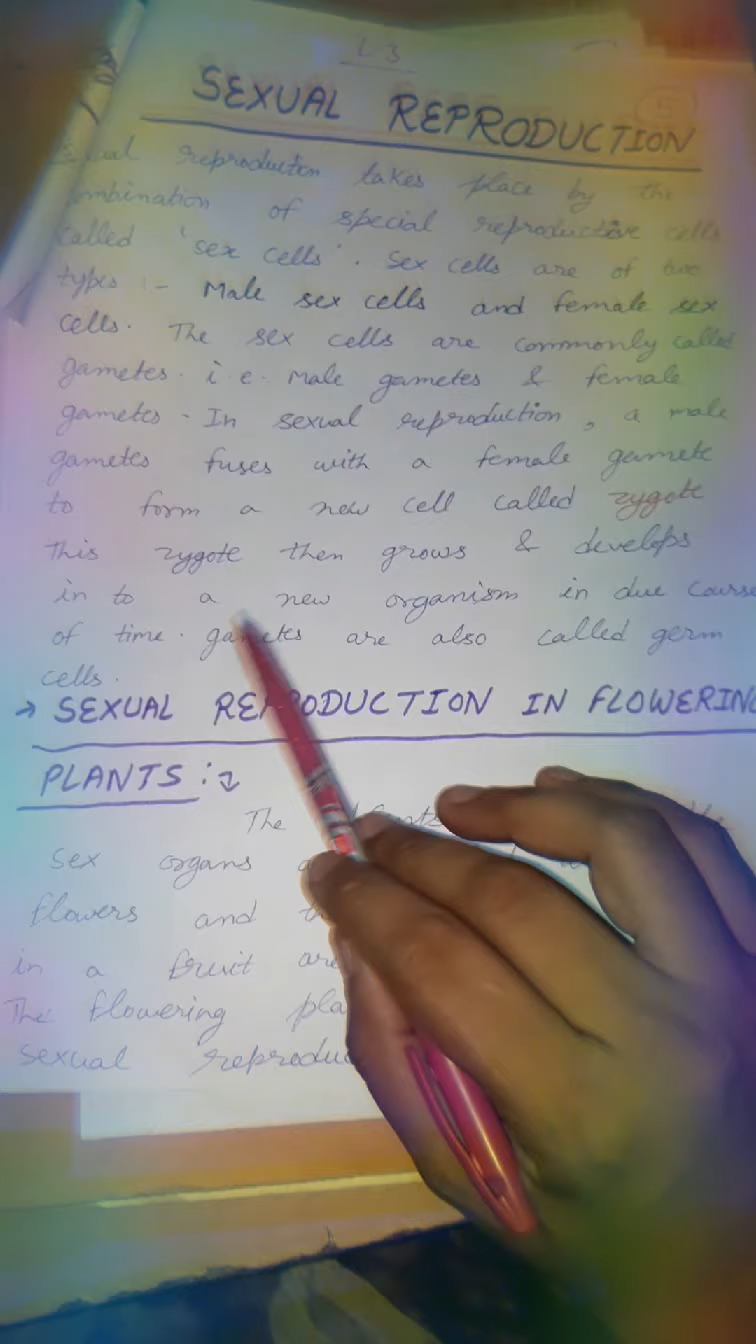 L-3
SEXUAL REPRODUCTION
reproduction takes place by the
combination of special reproductive cells
called 'sex cells'. Sex cells are of two
types :- Male sex cells and female sex
cells. The sex cells are commonly called
gametes. i.e. Male gametes & female
gametes. In sexual reproduction, a male
gametes fuses with a female gamete
to form a new cell called zygote
This zygote then grows & develops
in to a new organism in due course
of time. gametes are also called germ
cells.
→ SEXUAL REPRODUCTION IN FLOWERING
PLANTS :
The
sex organs
flowers and
in a fruit are
The flowering
sexual